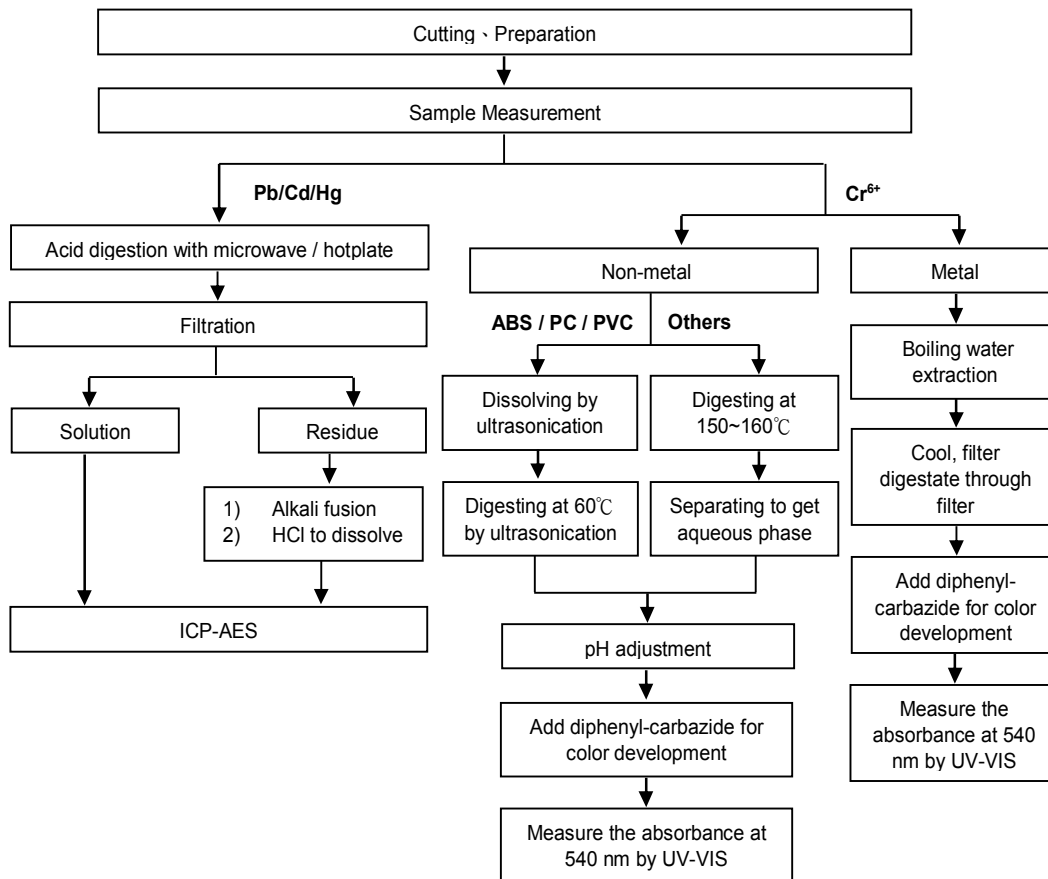 Cutting、Preparation
Sample Measurement
Pb/Cd/Hg
Acid digestion with microwave / hotplate
Filtration
Solution
Residue
1) Alkali fusion
2) HCl to dissolve
ICP-AES
Cr⁶⁺
Non-metal
ABS / PC / PVC
Others
Dissolving by
ultrasonication
Digesting at 60℃
by ultrasonication
Digesting at
150~160℃
Separating to get
aqueous phase
pH adjustment
Add diphenyl-carbazide for
color development
Measure the absorbance at
540 nm by UV-VIS
Metal
Boiling water
extraction
Cool, filter
digestate through
filter
Add diphenyl-
carbazide for color
development
Measure the
absorbance at 540
nm by UV-VIS